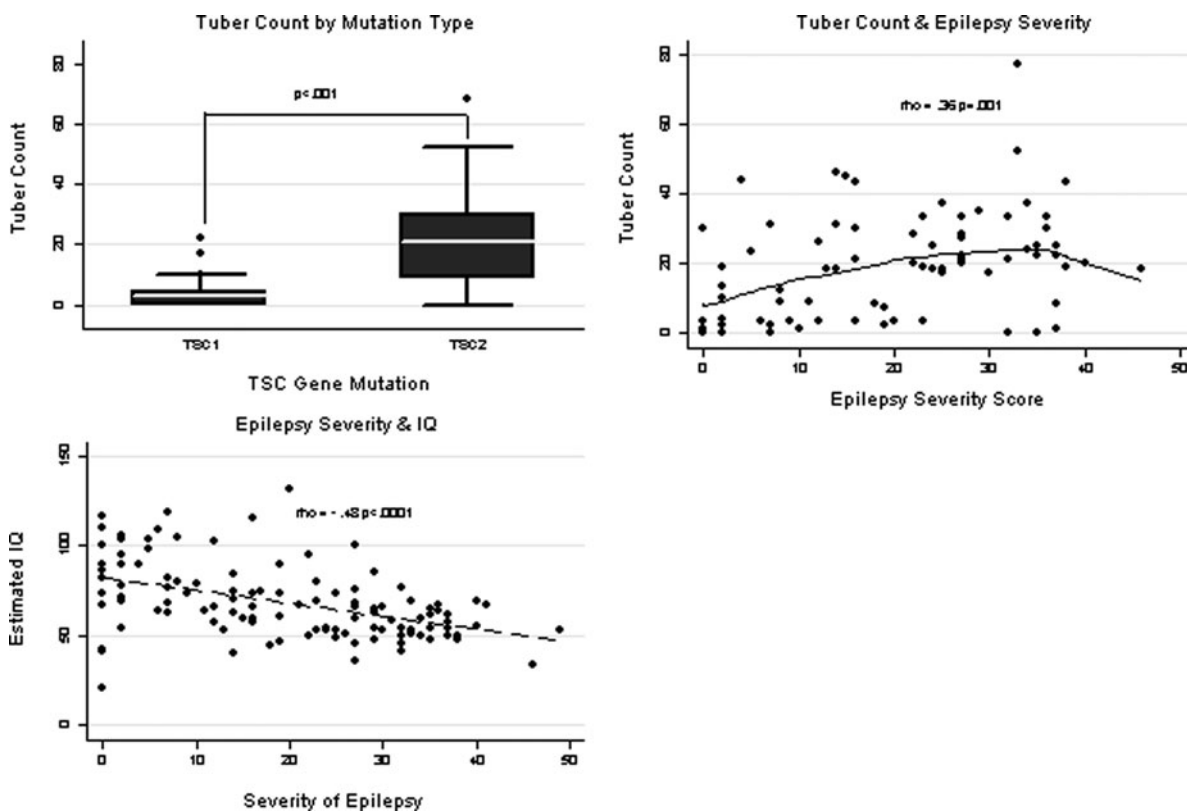 Tuber Count by Mutation Type
Tuber Count
80
60
40
20
0
p<.001
TSC1
TSC2
TSC Gene Mutation
Tuber Count & Epilepsy Severity
Tuber Count
80
60
40
20
0
rho = .36 p=.001
0 10 20 30 40 50
Epilepsy Severity Score
Epilepsy Severity & IQ
Estimated IQ
150
100
50
0
rho = - .48 p<.0001
0 10 20 30 40 50
Severity of Epilepsy